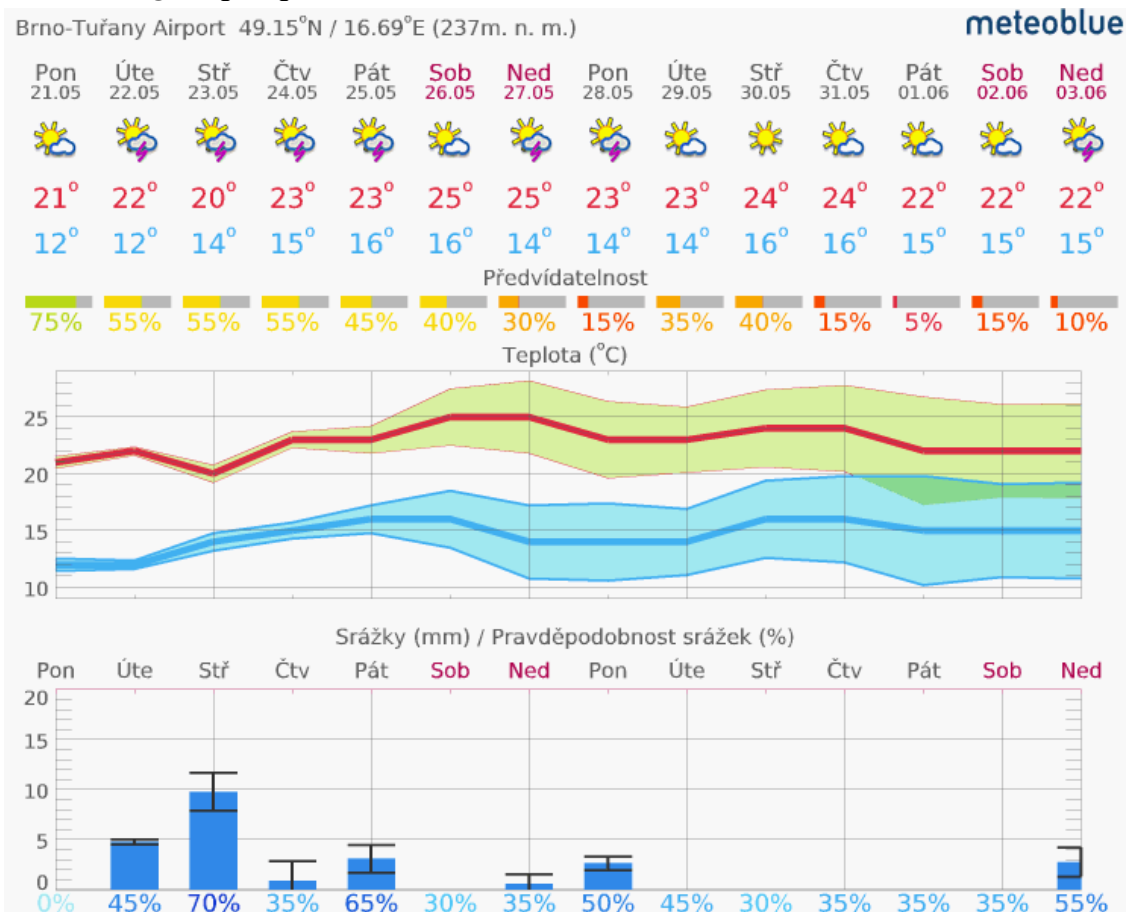 Brno-Tuřany Airport 49.15°N / 16.69°E (237m. n. m.)
meteoblue
Pon Úte Stř Čtv Pát Sob Ned Pon Úte Stř Čtv Pát Sob Ned
21.05 22.05 23.05 24.05 25.05 26.05 27.05 28.05 29.05 30.05 31.05 01.06 02.06 03.06
21° 22° 20° 23° 23° 25° 25° 23° 23° 24° 24° 22° 22° 22°
12° 12° 14° 15° 16° 16° 14° 14° 14° 16° 16° 15° 15° 15°
Předvídatelnost
75% 55% 55% 55% 45% 40% 30% 15% 35% 40% 15% 5% 15% 10%
Teplota (°C)
25
20
15
10
Srážky (mm) / Pravděpodobnost srážek (%)
Pon Úte Stř Čtv Pát Sob Ned Pon Úte Stř Čtv Pát Sob Ned
20
15
10
5
0
0% 45% 70% 35% 65% 30% 35% 50% 45% 30% 35% 35% 35% 55%